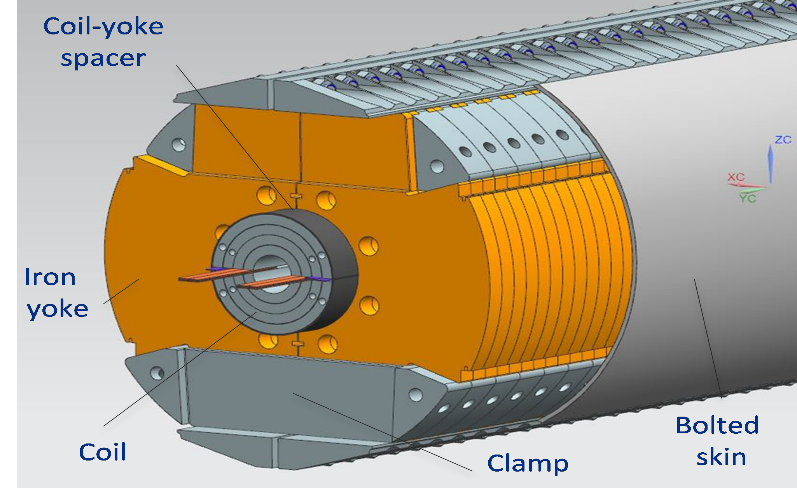 Coil-yoke
spacer
ZC
XC
YC
Iron
yoke
Bolted
skin
Coil
Clamp